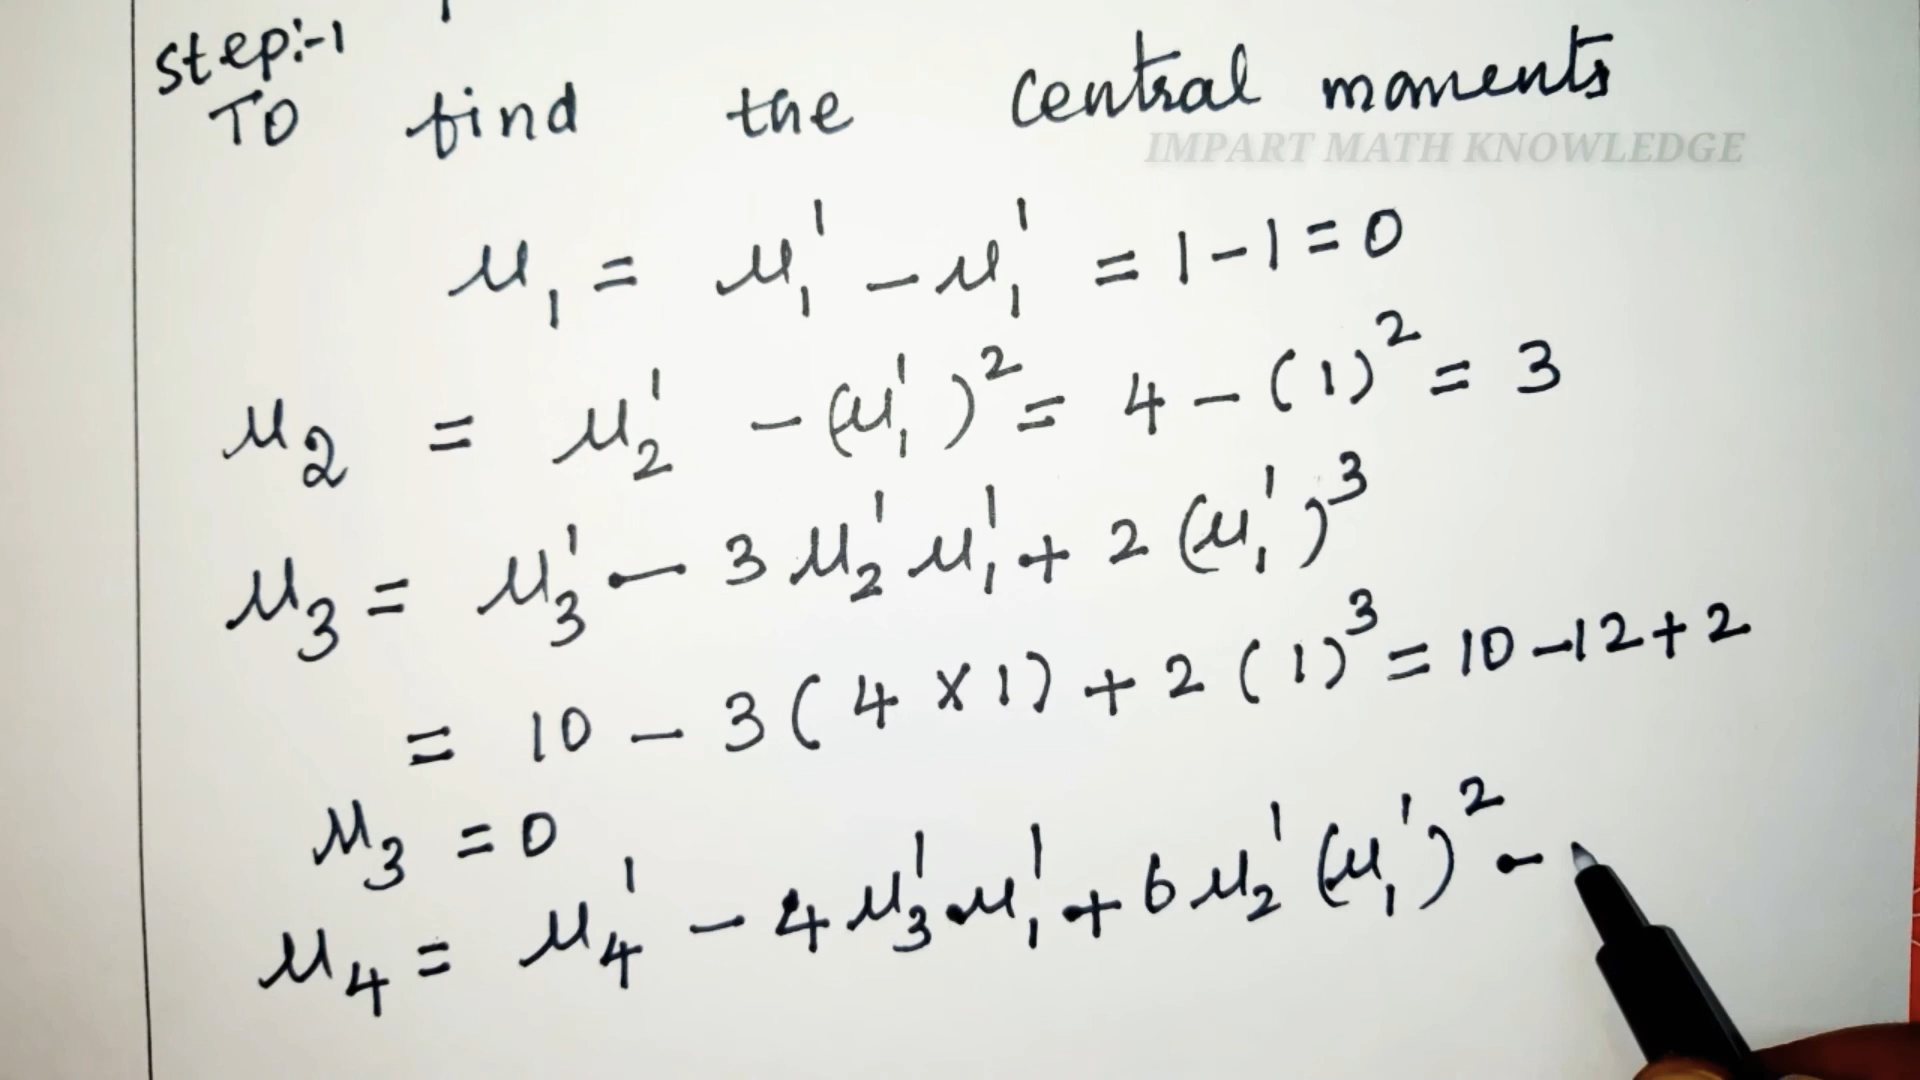 step:-1
TO find the central moments
IMPART MATH KNOWLEDGE
μ₁ = μ₁' - μ₁' = 1 - 1 = 0
μ₂ = μ₂' - (μ₁')² = 4 - (1)² = 3
μ₃ = μ₃' - 3 μ₂' μ₁' + 2 (μ₁')³
= 10 - 3 ( 4 x 1) + 2 ( 1)³ = 10 - 12 + 2
μ₃ = 0
μ₄ = μ₄' - 4 μ₃' . μ₁' + 6 μ₂' (μ₁')² -